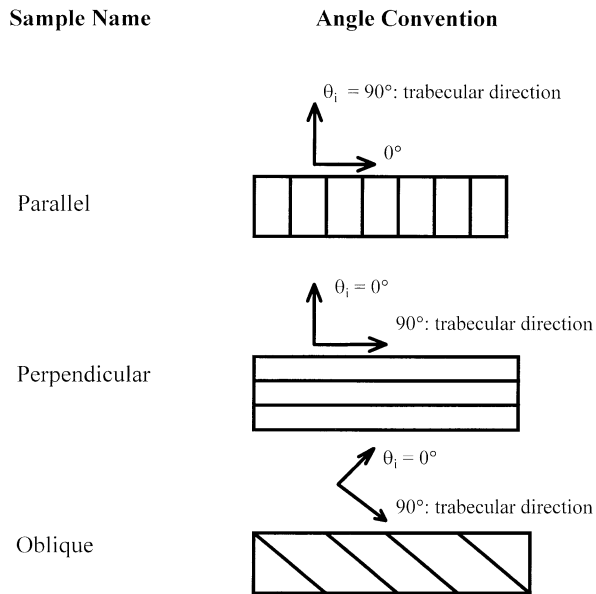 Sample Name Angle Convention
θi = 90°: trabecular direction
0°
Parallel
θi = 0°
90°: trabecular direction
Perpendicular
θi = 0°
90°: trabecular direction
Oblique